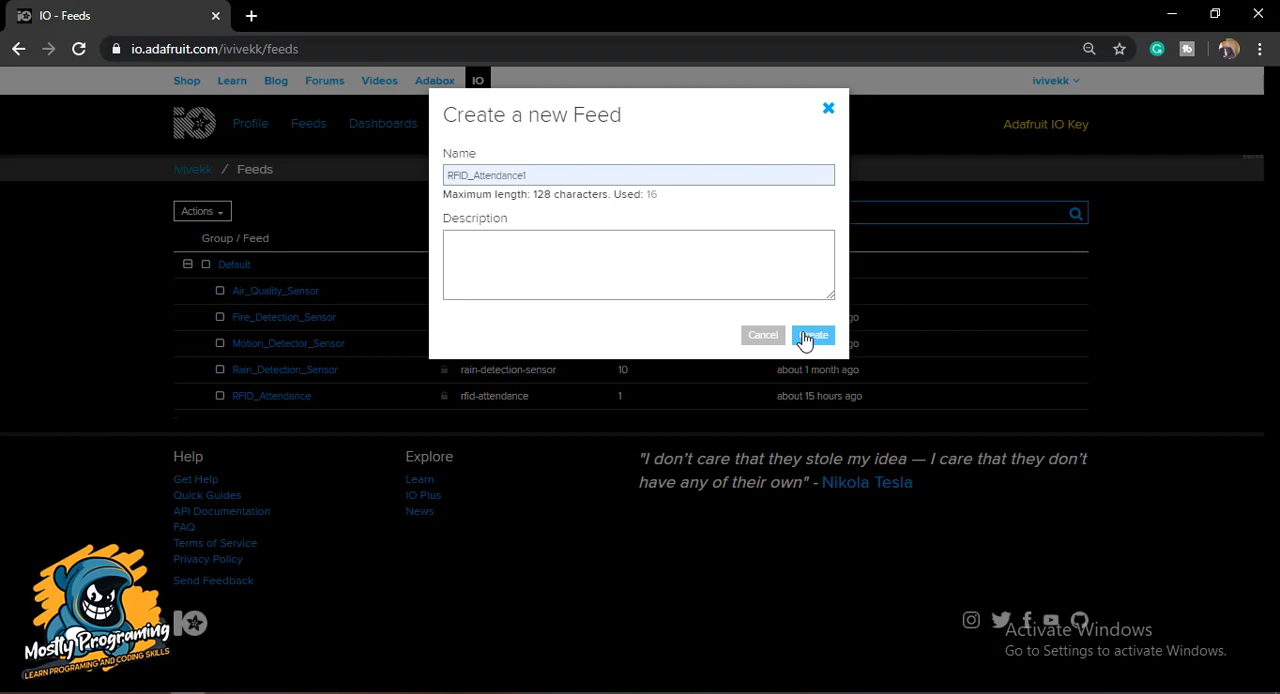 IO - Feeds
io.adafruit.com/ivivekk/feeds
Shop Learn Blog Forums Videos Adabox IO ivivekk
Profile Feeds Dashboards Adafruit IO Key
ivivekk / Feeds
Create a new Feed
Name
RFID_Attendance1
Maximum length: 128 characters. Used: 16
Description
Cancel Create
Actions
Group / Feed
Default
Air_Quality_Sensor
Fire_Detection_Sensor go
Motion_Detector_Sensor go
Rain_Detection_Sensor rain-detection-sensor 10 about 1 month ago
RFID_Attendance rfid-attendance 1 about 15 hours ago
Help
Get Help
Quick Guides
API Documentation
FAQ
Terms of Service
Privacy Policy
Send Feedback
Explore
Learn
IO Plus
News
"I don't care that they stole my idea — I care that they don't
have any of their own" - Nikola Tesla
Mostly Programing
LEARN PROGRAMING AND CODING SKILLS
Activate Windows
Go to Settings to activate Windows.